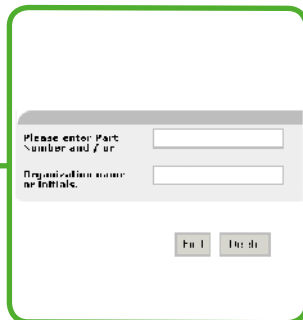 Please enter Part
Number and / or
Organization name
or initials.